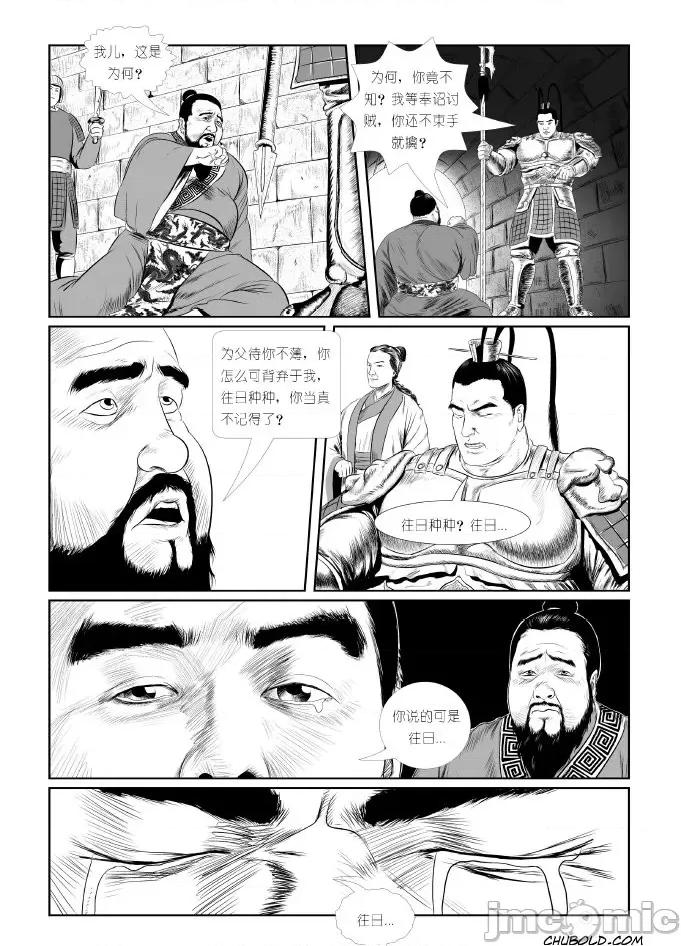 我儿，这是
为何？
为何，你竟不
知？我等奉诏讨
贼，你还不束手
就擒？
为父待你不薄，你
怎么可背弃于我，
往日种种，你当真
不记得了？
往日种种？往日...
你说的可是
往日...
往日...
jmcomic
CHUBOLD.COM